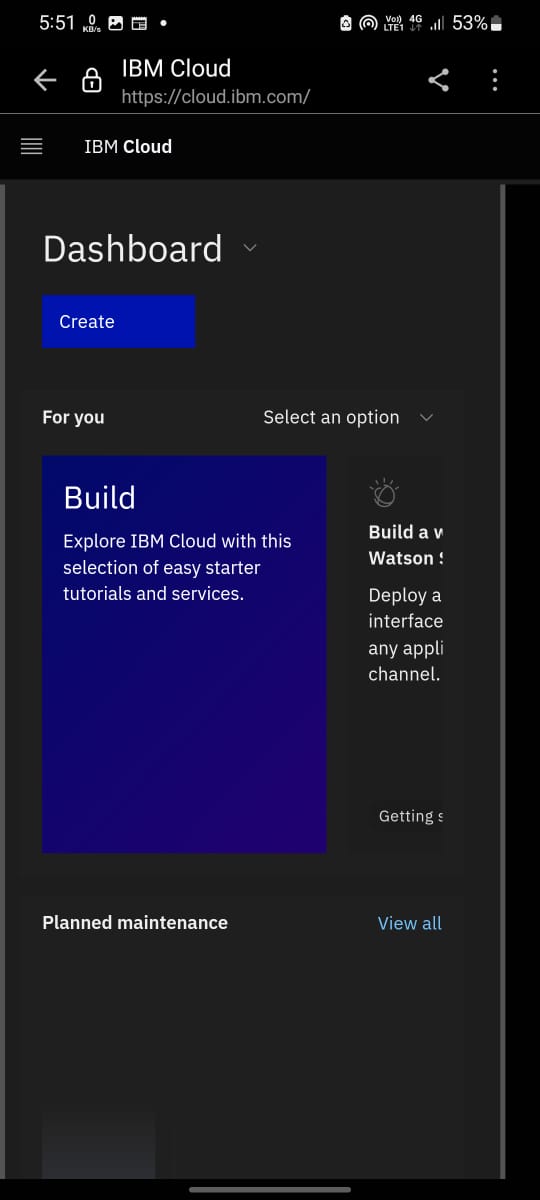 5:51 0 KB/s Vo) LTE1 4G 53%
IBM Cloud
https://cloud.ibm.com/
IBM Cloud
Dashboard
Create
For you Select an option
Build
Explore IBM Cloud with this
selection of easy starter
tutorials and services.
Build a
Watson
Deploy a
interface
any appli
channel.
Getting
Planned maintenance View all